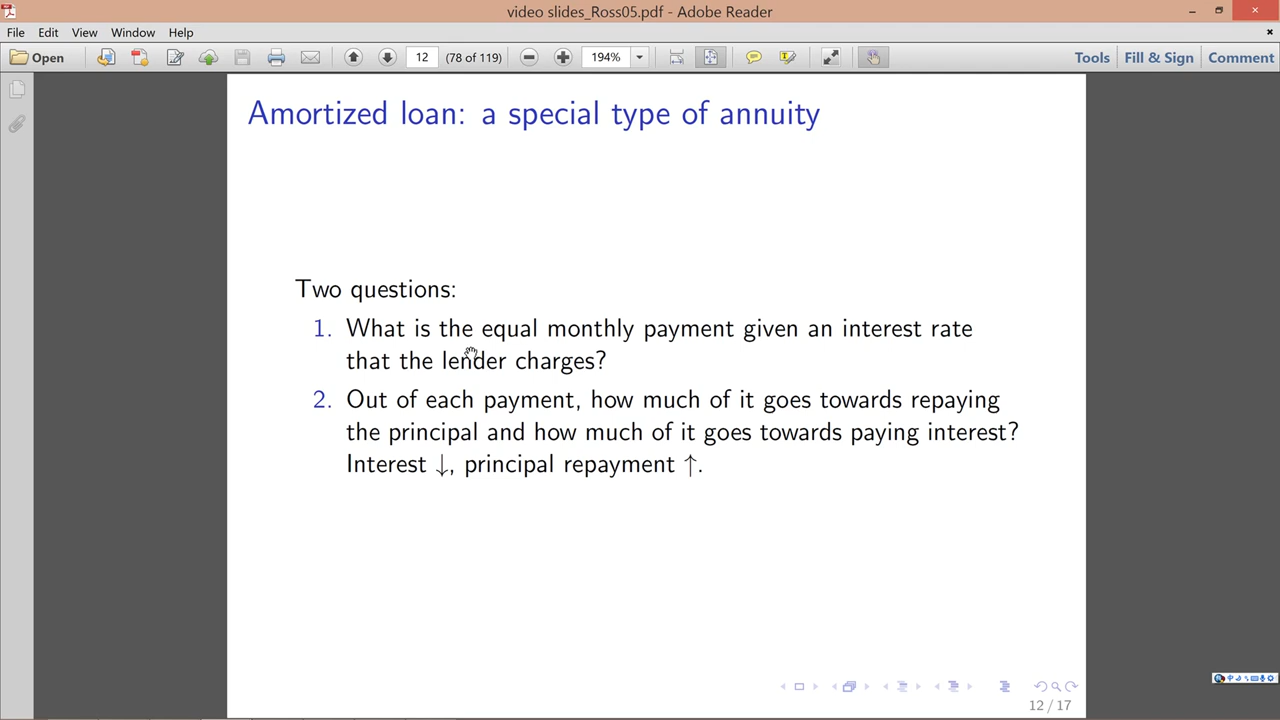 video slides_Ross05.pdf - Adobe Reader
File Edit View Window Help
Open 12 (78 of 119) 194% Tools Fill & Sign Comment
Amortized loan: a special type of annuity
Two questions:
1. What is the equal monthly payment given an interest rate
that the lender charges?
2. Out of each payment, how much of it goes towards repaying
the principal and how much of it goes towards paying interest?
Interest ↓, principal repayment ↑.
12 / 17